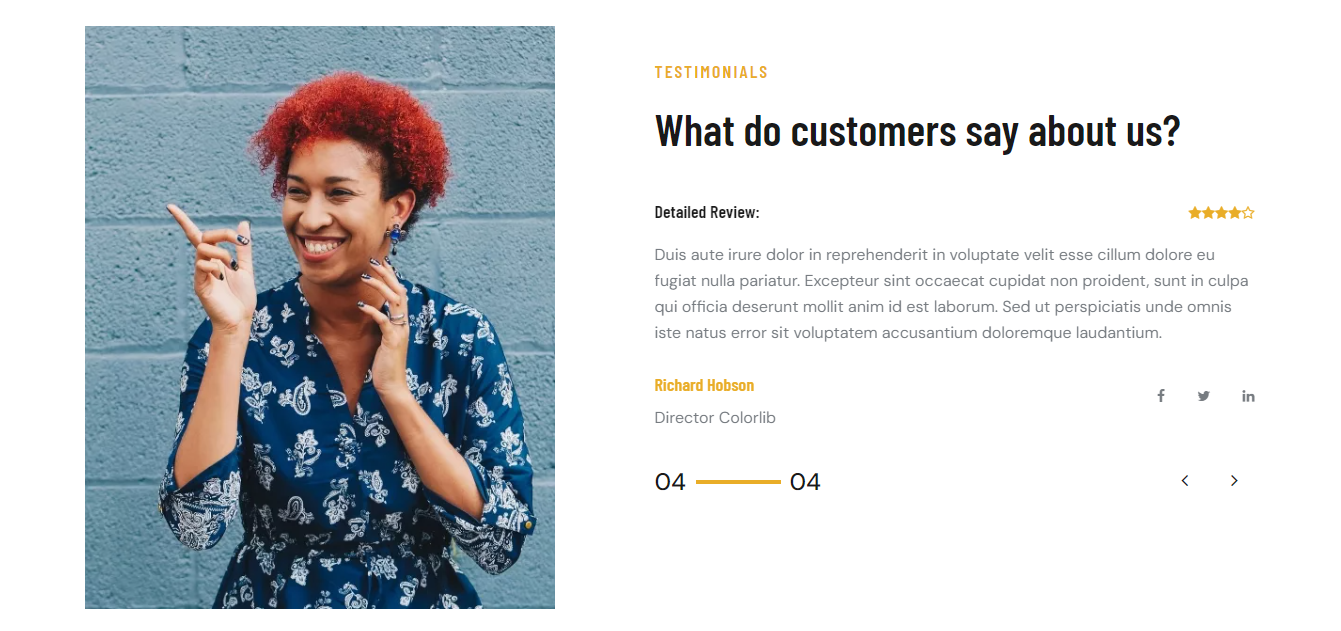 TESTIMONIALS
What do customers say about us?
Detailed Review:
Duis aute irure dolor in reprehenderit in voluptate velit esse cillum dolore eu
fugiat nulla pariatur. Excepteur sint occaecat cupidat non proident, sunt in culpa
qui officia deserunt mollit anim id est laborum. Sed ut perspiciatis unde omnis
iste natus error sit voluptatem accusantium doloremque laudantium.
Richard Hobson
Director Colorlib
04 04